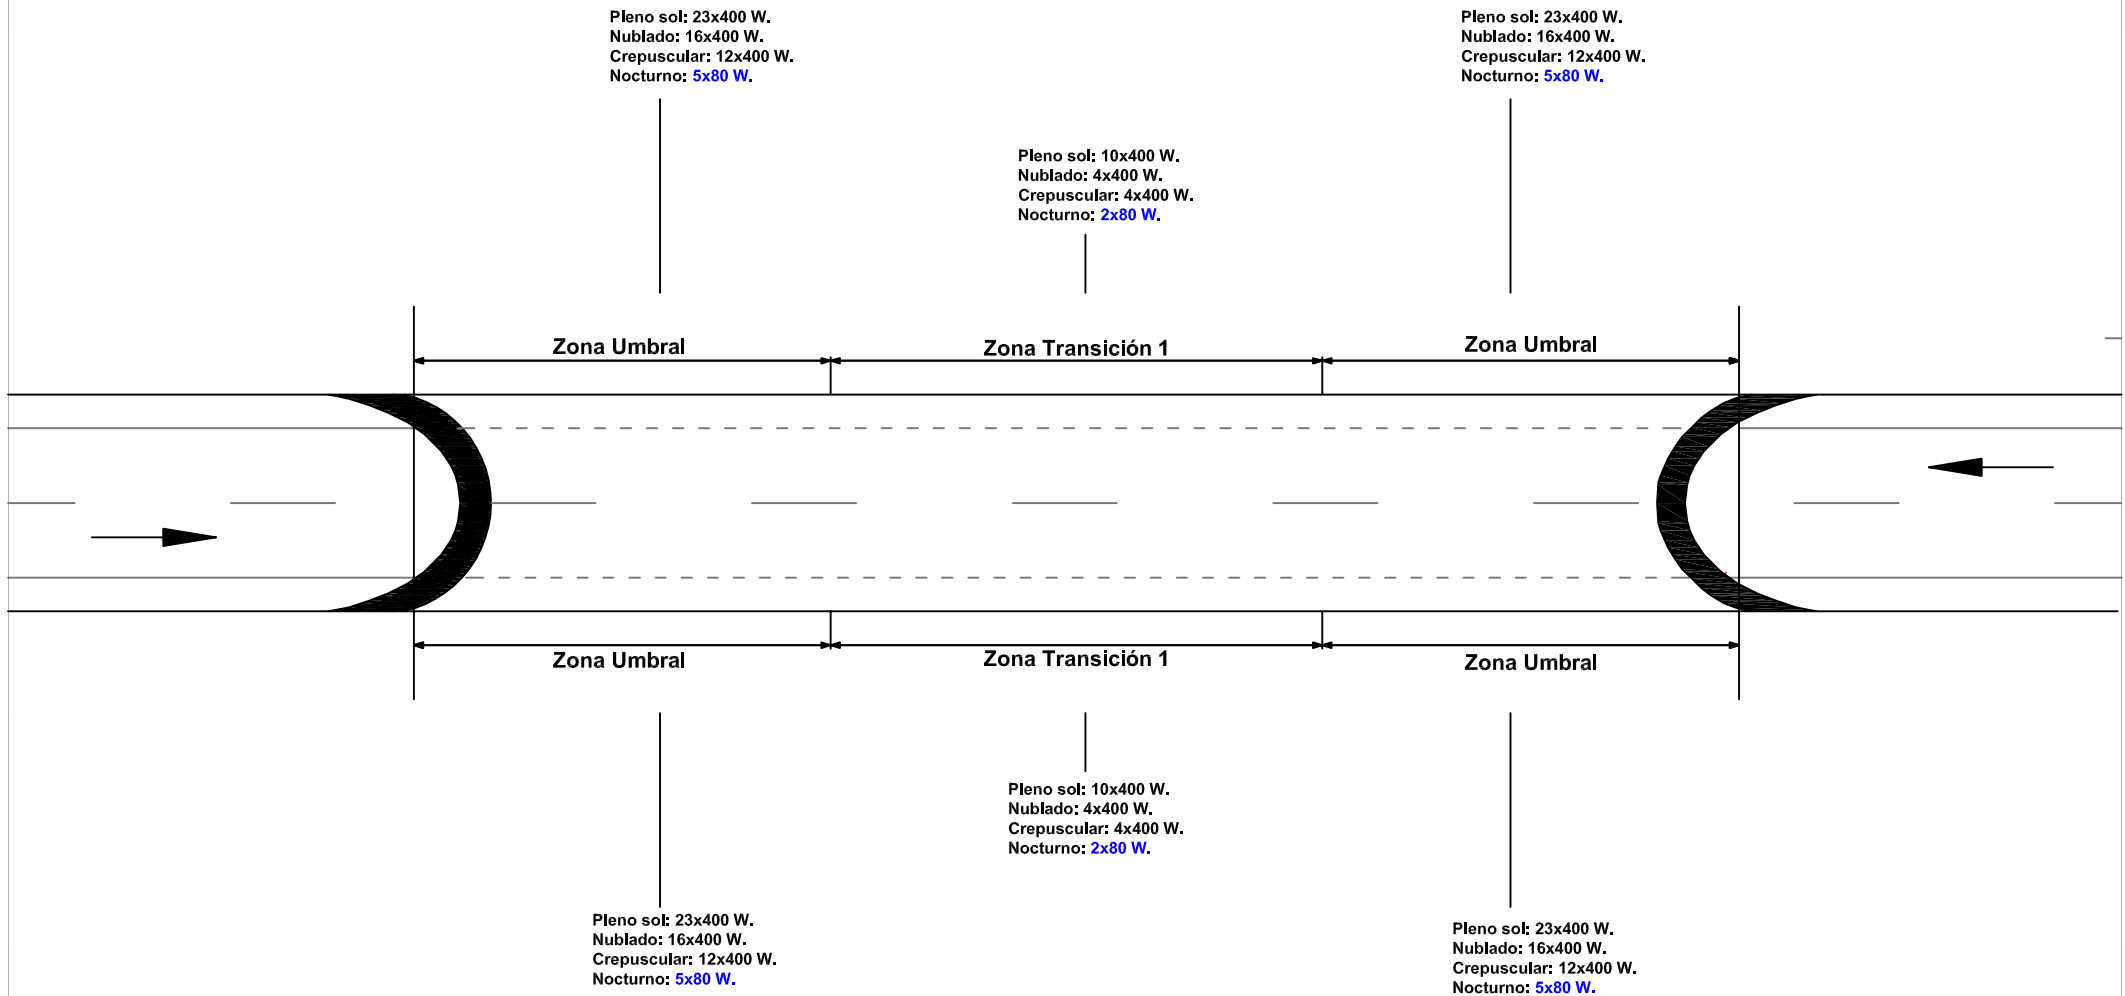 Pleno sol: 23x400 W.
Nublado: 16x400 W.
Crepuscular: 12x400 W.
Nocturno: 5x80 W.
Pleno sol: 23x400 W.
Nublado: 16x400 W.
Crepuscular: 12x400 W.
Nocturno: 5x80 W.
Pleno sol: 10x400 W.
Nublado: 4x400 W.
Crepuscular: 4x400 W.
Nocturno: 2x80 W.
Zona Umbral
Zona Transición 1
Zona Umbral
Zona Umbral
Zona Transición 1
Zona Umbral
Pleno sol: 10x400 W.
Nublado: 4x400 W.
Crepuscular: 4x400 W.
Nocturno: 2x80 W.
Pleno sol: 23x400 W.
Nublado: 16x400 W.
Crepuscular: 12x400 W.
Nocturno: 5x80 W.
Pleno sol: 23x400 W.
Nublado: 16x400 W.
Crepuscular: 12x400 W.
Nocturno: 5x80 W.